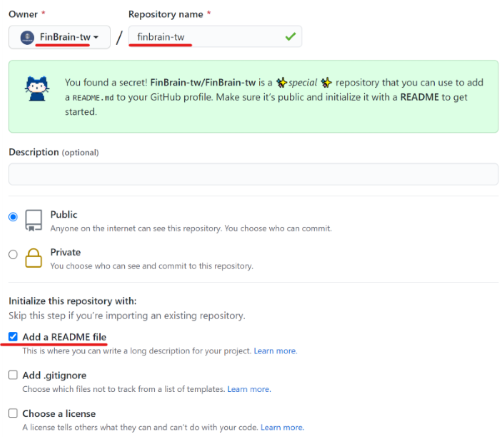 Owner * Repository name *
FinBrain-tw / finbrain-tw
You found a secret! FinBrain-tw/FinBrain-tw is a ✨special✨ repository that you can use to add
a README.md to your GitHub profile. Make sure it's public and initialize it with a README to get
started.
Description (optional)
Public
Anyone on the internet can see this repository. You choose who can commit.
Private
You choose who can see and commit to this repository.
Initialize this repository with:
Skip this step if you're importing an existing repository.
Add a README file
This is where you can write a long description for your project. Learn more.
Add .gitignore
Choose which files not to track from a list of templates. Learn more.
Choose a license
A license tells others what they can and can't do with your code. Learn more.